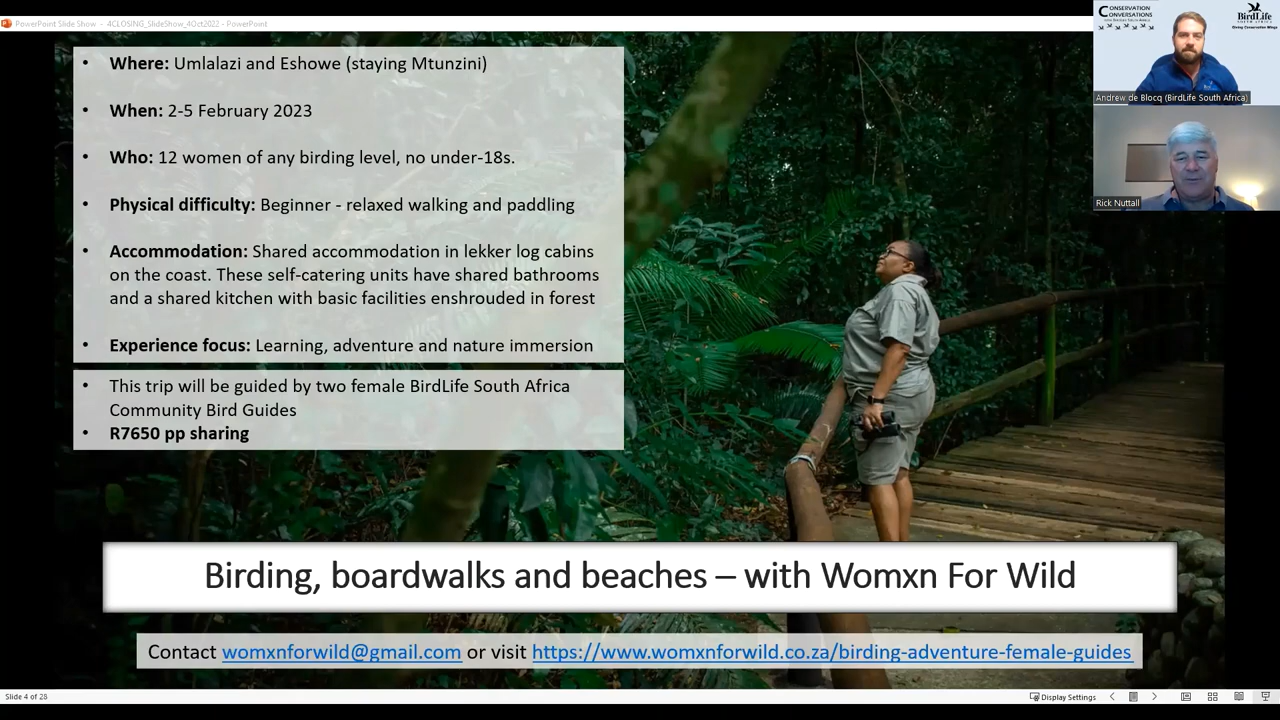 PowerPoint Slide Show - 4CLOSING_SlideShow_4Oct2022 - PowerPoint
CONSERVATION
CONVERSATIONS
BirdLife
SOUTH AFRICA
Giving Conservation Wings
Andrew de Blocq (BirdLife South Africa)
Rick Nuttall
• Where: Umlalazi and Eshowe (staying Mtunzini)
• When: 2-5 February 2023
• Who: 12 women of any birding level, no under-18s.
• Physical difficulty: Beginner - relaxed walking and paddling
• Accommodation: Shared accommodation in lekker log cabins
on the coast. These self-catering units have shared bathrooms
and a shared kitchen with basic facilities enshrouded in forest
• Experience focus: Learning, adventure and nature immersion
• This trip will be guided by two female BirdLife South Africa
Community Bird Guides
• R7650 pp sharing
Birding, boardwalks and beaches – with Womxn For Wild
Contact womxnforwild@gmail.com or visit https://www.womxnforwild.co.za/birding-adventure-female-guides
Slide 4 of 28
Display Settings